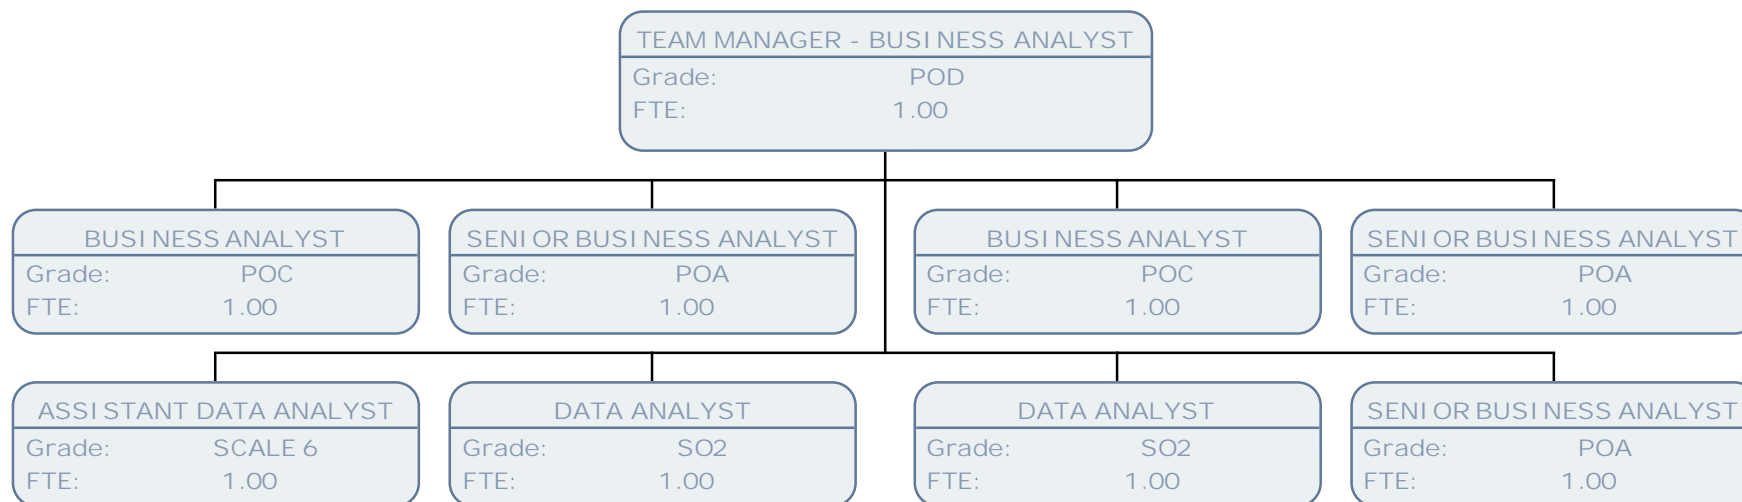 TEAM MANAGER - BUSINESS ANALYST
Grade: POD
FTE: 1.00
BUSINESS ANALYST
Grade: POC
FTE: 1.00
SENIOR BUSINESS ANALYST
Grade: POA
FTE: 1.00
BUSINESS ANALYST
Grade: POC
FTE: 1.00
SENIOR BUSINESS ANALYST
Grade: POA
FTE: 1.00
ASSISTANT DATA ANALYST
Grade: SCALE 6
FTE: 1.00
DATA ANALYST
Grade: SO2
FTE: 1.00
DATA ANALYST
Grade: SO2
FTE: 1.00
SENIOR BUSINESS ANALYST
Grade: POA
FTE: 1.00